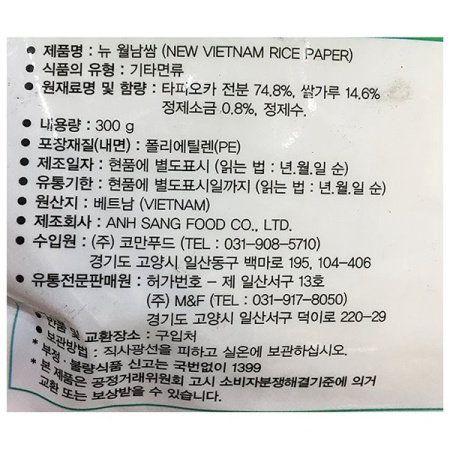 • 제품명 : 뉴 월남쌈 (NEW VIETNAM RICE PAPER)
• 식품의 유형 : 기타면류
• 원재료명 및 함량 : 타피오카 전분 74.8%, 쌀가루 14.6%
정제소금 0.8%, 정제수.
• 내용량 : 300 g
• 포장재질(내면) : 폴리에틸렌(PE)
• 제조일자 : 현품에 별도표시 (읽는 법 : 년.월.일 순)
• 유통기한 : 현품에 별도표시일까지 (읽는 법 : 년.월.일 순)
• 원산지 : 베트남 (VIETNAM)
• 제조회사 : ANH SANG FOOD CO., LTD.
• 수입원 : (주) 코만푸드 (TEL : 031-908-5710)
경기도 고양시 일산동구 백마로 195, 104-406
• 유통전문판매원 : 허가번호 - 제 일산서구 13호
(주) M&F (TEL : 031-917-8050)
경기도 고양시 일산서구 덕이로 220-29
• 반품 및 교환장소 : 구입처
• 보관방법 : 직사광선을 피하고 실온에 보관하십시오.
* 부정 · 불량식품 신고는 국번없이 1399
* 본 제품은 공정거래위원회 고시 소비자분쟁해결기준에 의거
교환 또는 보상받을 수 있습니다.